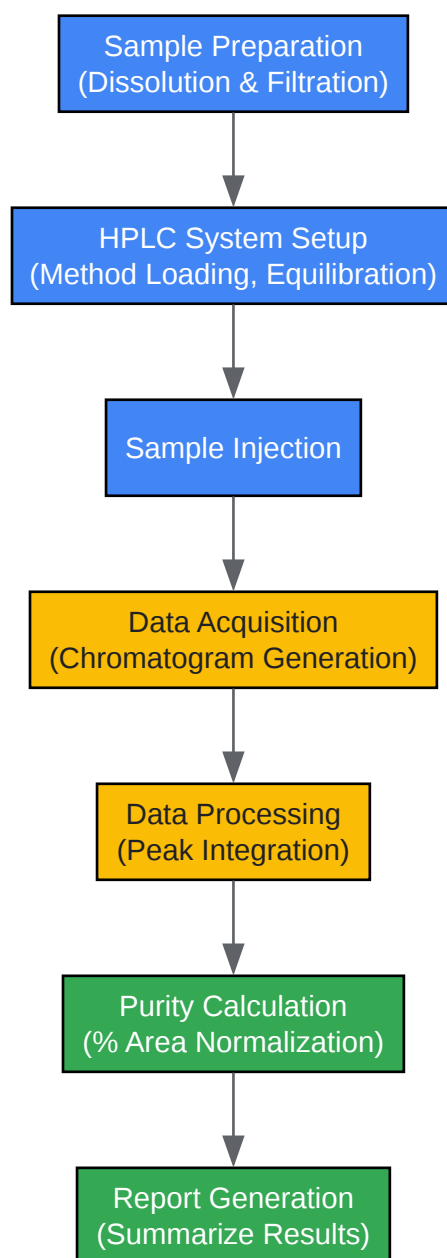 Sample Preparation
(Dissolution & Filtration)
HPLC System Setup
(Method Loading, Equilibration)
Sample Injection
Data Acquisition
(Chromatogram Generation)
Data Processing
(Peak Integration)
Purity Calculation
(% Area Normalization)
Report Generation
(Summarize Results)